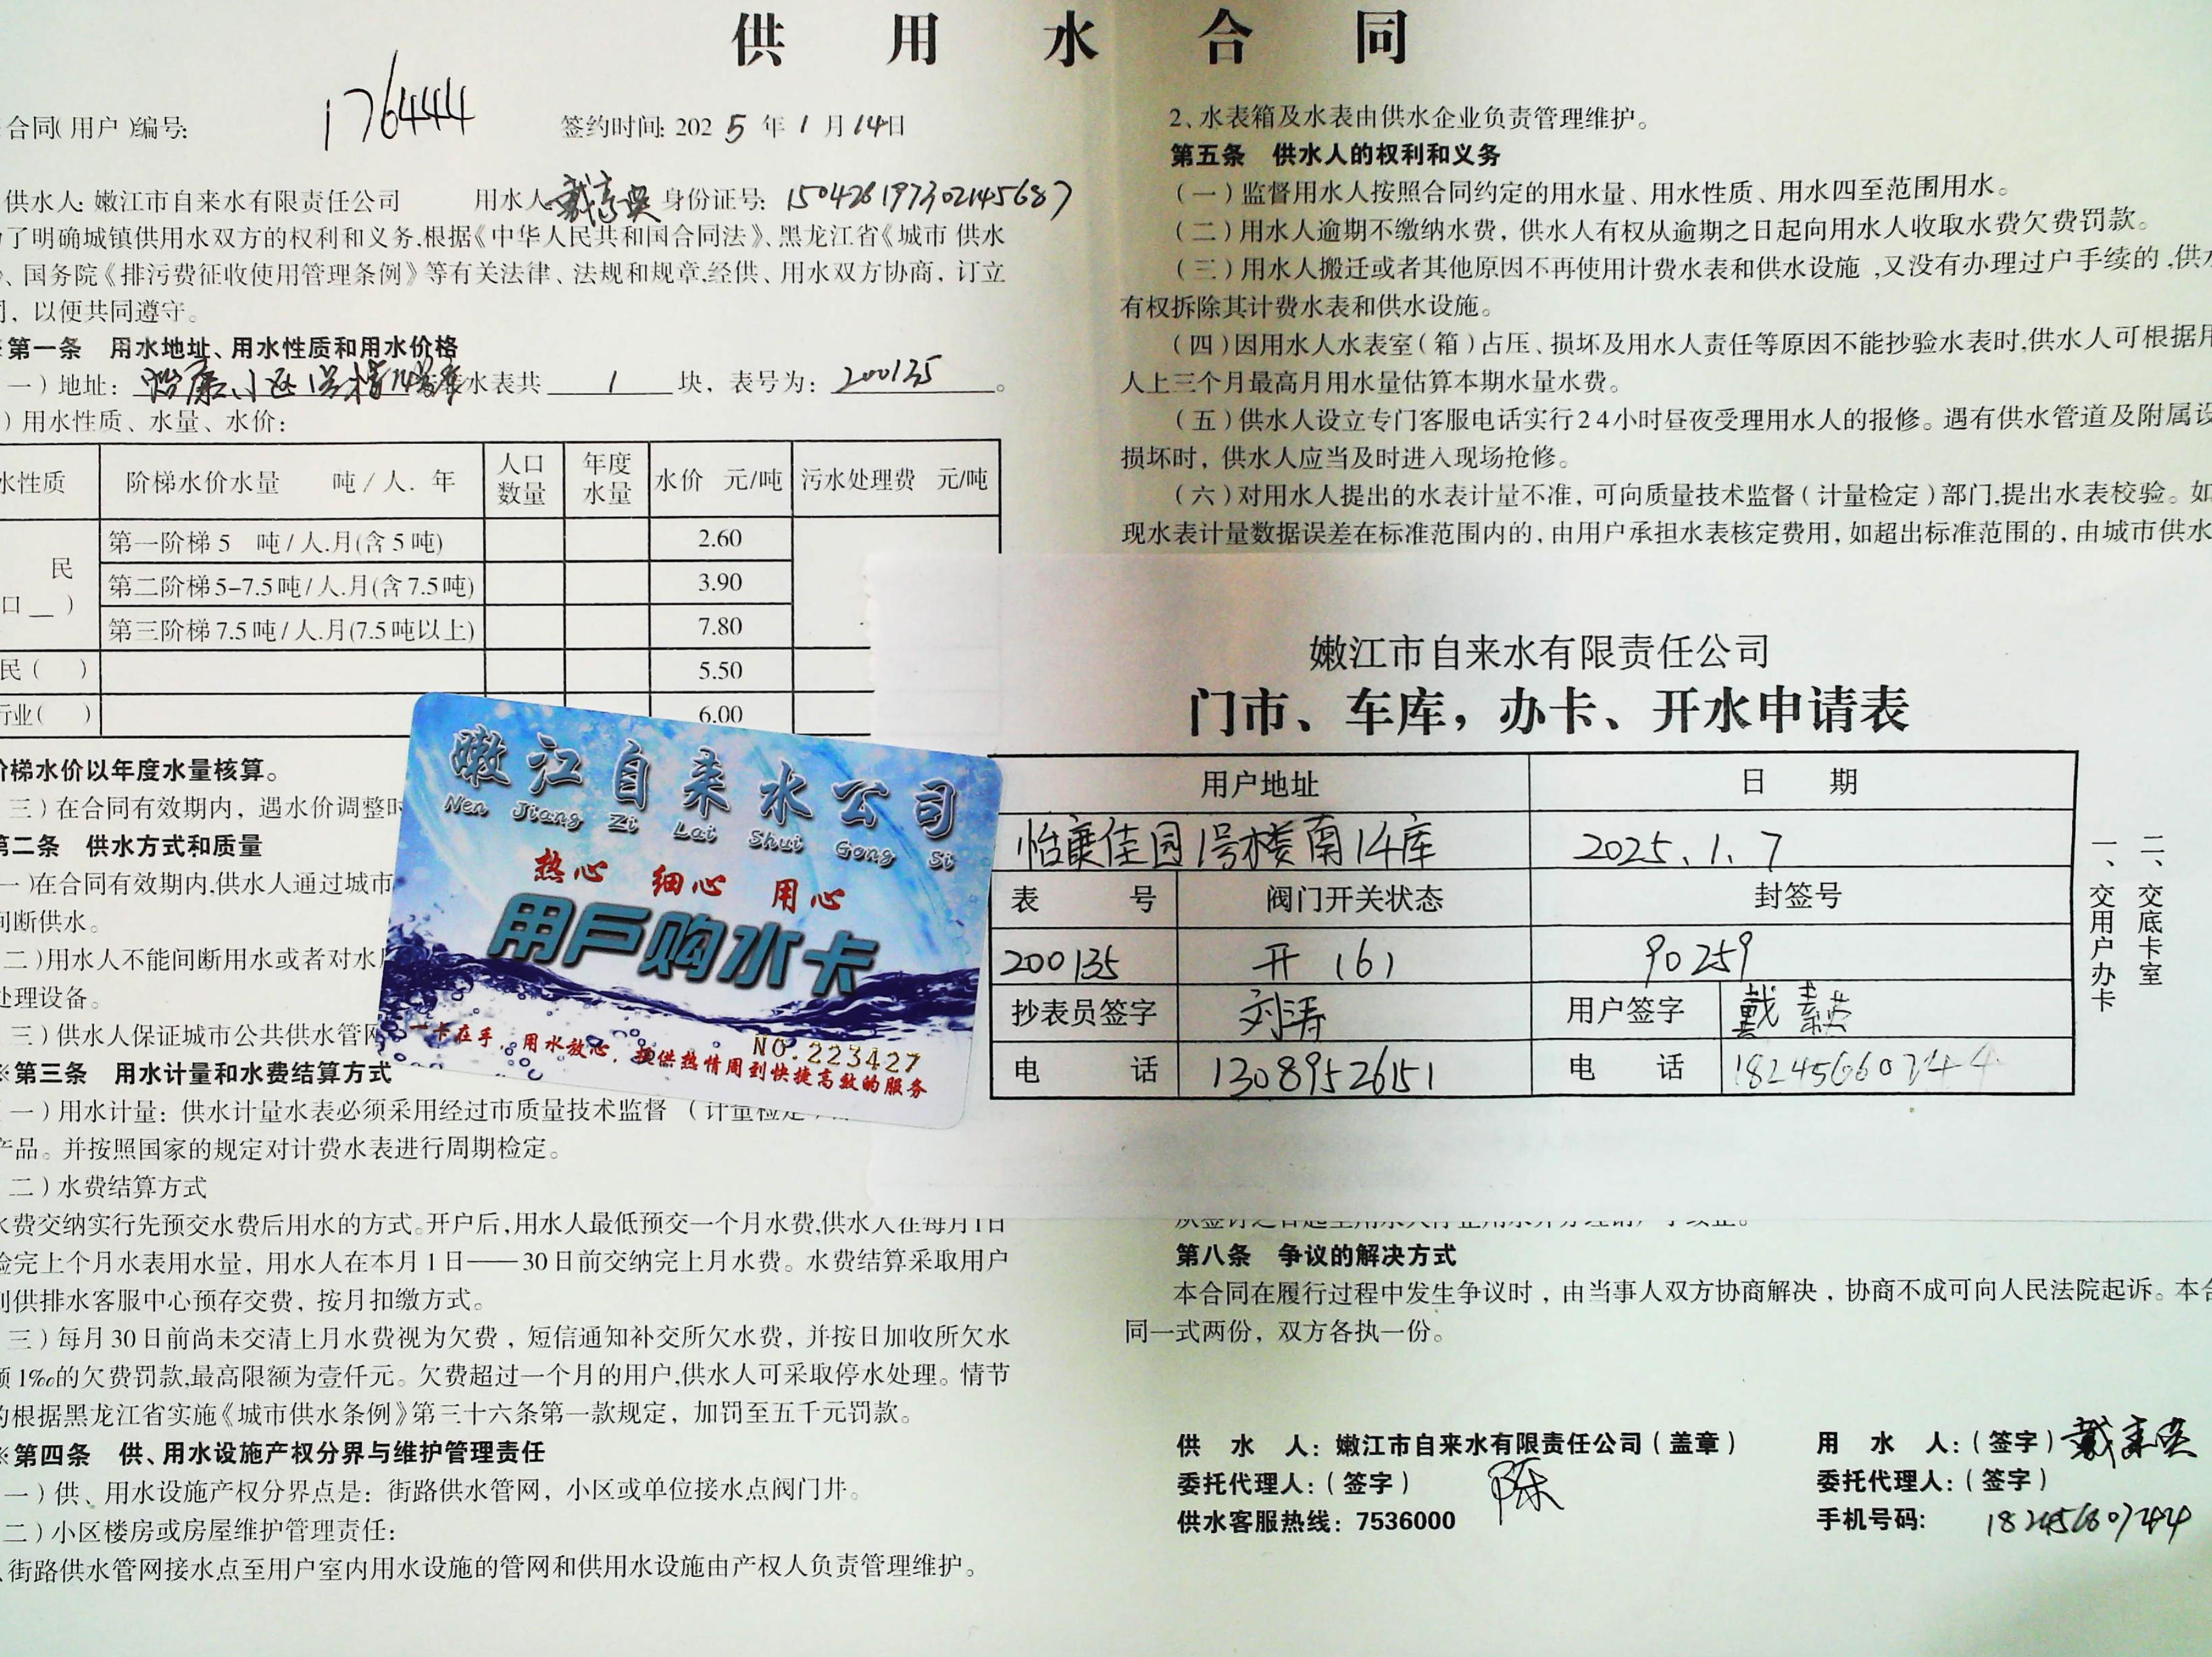 供用水合同
合同(用户)编号: 176444 签约时间: 2025年1月14日
供水人: 嫩江市自来水有限责任公司 用水人: 身份证号: 150426197302145687
了明确城镇供用水双方的权利和义务,根据《中华人民共和国合同法》、黑龙江省《城市供水
》、国务院《排污费征收使用管理条例》等有关法律、法规和规章,经供、用水双方协商，订立
，以便共同遵守。
第一条 用水地址、用水性质和用水价格
一)地址: 怡康小区 水表共 1 块，表号为: 200135。
)用水性质、水量、水价:
水性质 阶梯水价水量 吨/人.年 人口数量 年度水量 水价 元/吨 污水处理费 元/吨
民 第一阶梯5 吨/人.月(含5吨) 2.60
口__) 第二阶梯5-7.5吨/人.月(含7.5吨) 3.90
第三阶梯7.5吨/人.月(7.5吨以上) 7.80
民( ) 5.50
行业( ) 6.00
阶梯水价以年度水量核算。
三)在合同有效期内，遇水价调整时
第二条 供水方式和质量
一)在合同有效期内,供水人通过城市
间断供水。
二)用水人不能间断用水或者对水
处理设备。
三)供水人保证城市公共供水管网
※第三条 用水计量和水费结算方式
(一)用水计量：供水计量水表必须采用经过市质量技术监督（计量检定
产品。并按照国家的规定对计费水表进行周期检定。
二)水费结算方式
水费交纳实行先预交水费后用水的方式。开户后,用水人最低预交一个月水费,供水人在每月1日
验完上个月水表用水量，用水人在本月1日——30日前交纳完上月水费。水费结算采取用户
到供排水客服中心预存交费，按月扣缴方式。
三)每月30日前尚未交清上月水费视为欠费，短信通知补交所欠水费，并按日加收所欠水
额1‰的欠费罚款,最高限额为壹仟元。欠费超过一个月的用户,供水人可采取停水处理。情节
的根据黑龙江省实施《城市供水条例》第三十六条第一款规定，加罚至五千元罚款。
※第四条 供、用水设施产权分界与维护管理责任
一)供、用水设施产权分界点是：街路供水管网，小区或单位接水点阀门井。
二)小区楼房或房屋维护管理责任:
、街路供水管网接水点至用户室内用水设施的管网和供用水设施由产权人负责管理维护。
嫩江自来水公司
Nen Jiang Zi Lai Shui Gong Si
热心 细心 用心
用户购水卡
NO.223427
一卡在手，用水放心，提供热情周到快捷高效的服务
2、水表箱及水表由供水企业负责管理维护。
第五条 供水人的权利和义务
(一)监督用水人按照合同约定的用水量、用水性质、用水四至范围用水。
(二)用水人逾期不缴纳水费，供水人有权从逾期之日起向用水人收取水费欠费罚款。
(三)用水人搬迁或者其他原因不再使用计费水表和供水设施,又没有办理过户手续的,供水
有权拆除其计费水表和供水设施。
(四)因用水人水表室(箱)占压、损坏及用水人责任等原因不能抄验水表时,供水人可根据用
人上三个月最高月用水量估算本期水量水费。
(五)供水人设立专门客服电话实行24小时昼夜受理用水人的报修。遇有供水管道及附属设
损坏时，供水人应当及时进入现场抢修。
(六)对用水人提出的水表计量不准，可向质量技术监督(计量检定)部门,提出水表校验。如
现水表计量数据误差在标准范围内的，由用户承担水表核定费用，如超出标准范围的，由城市供水
嫩江市自来水有限责任公司
门市、车库，办卡、开水申请表
用户地址 日 期
怡康佳园1号楼南14库 2025.1.7
表 号 阀门开关状态 封签号
200135 开(6) 90259
抄表员签字 刘涛 用户签字 戴素英
电 话 13089526151 电 话 18245660744
一、交用户办卡
二、交底卡室
第八条 争议的解决方式
本合同在履行过程中发生争议时，由当事人双方协商解决，协商不成可向人民法院起诉。本合
同一式两份，双方各执一份。
供 水 人：嫩江市自来水有限责任公司(盖章) 用 水 人：(签字)戴素英
委托代理人：(签字) 陈 委托代理人：(签字)
供水客服热线：7536000 手机号码: